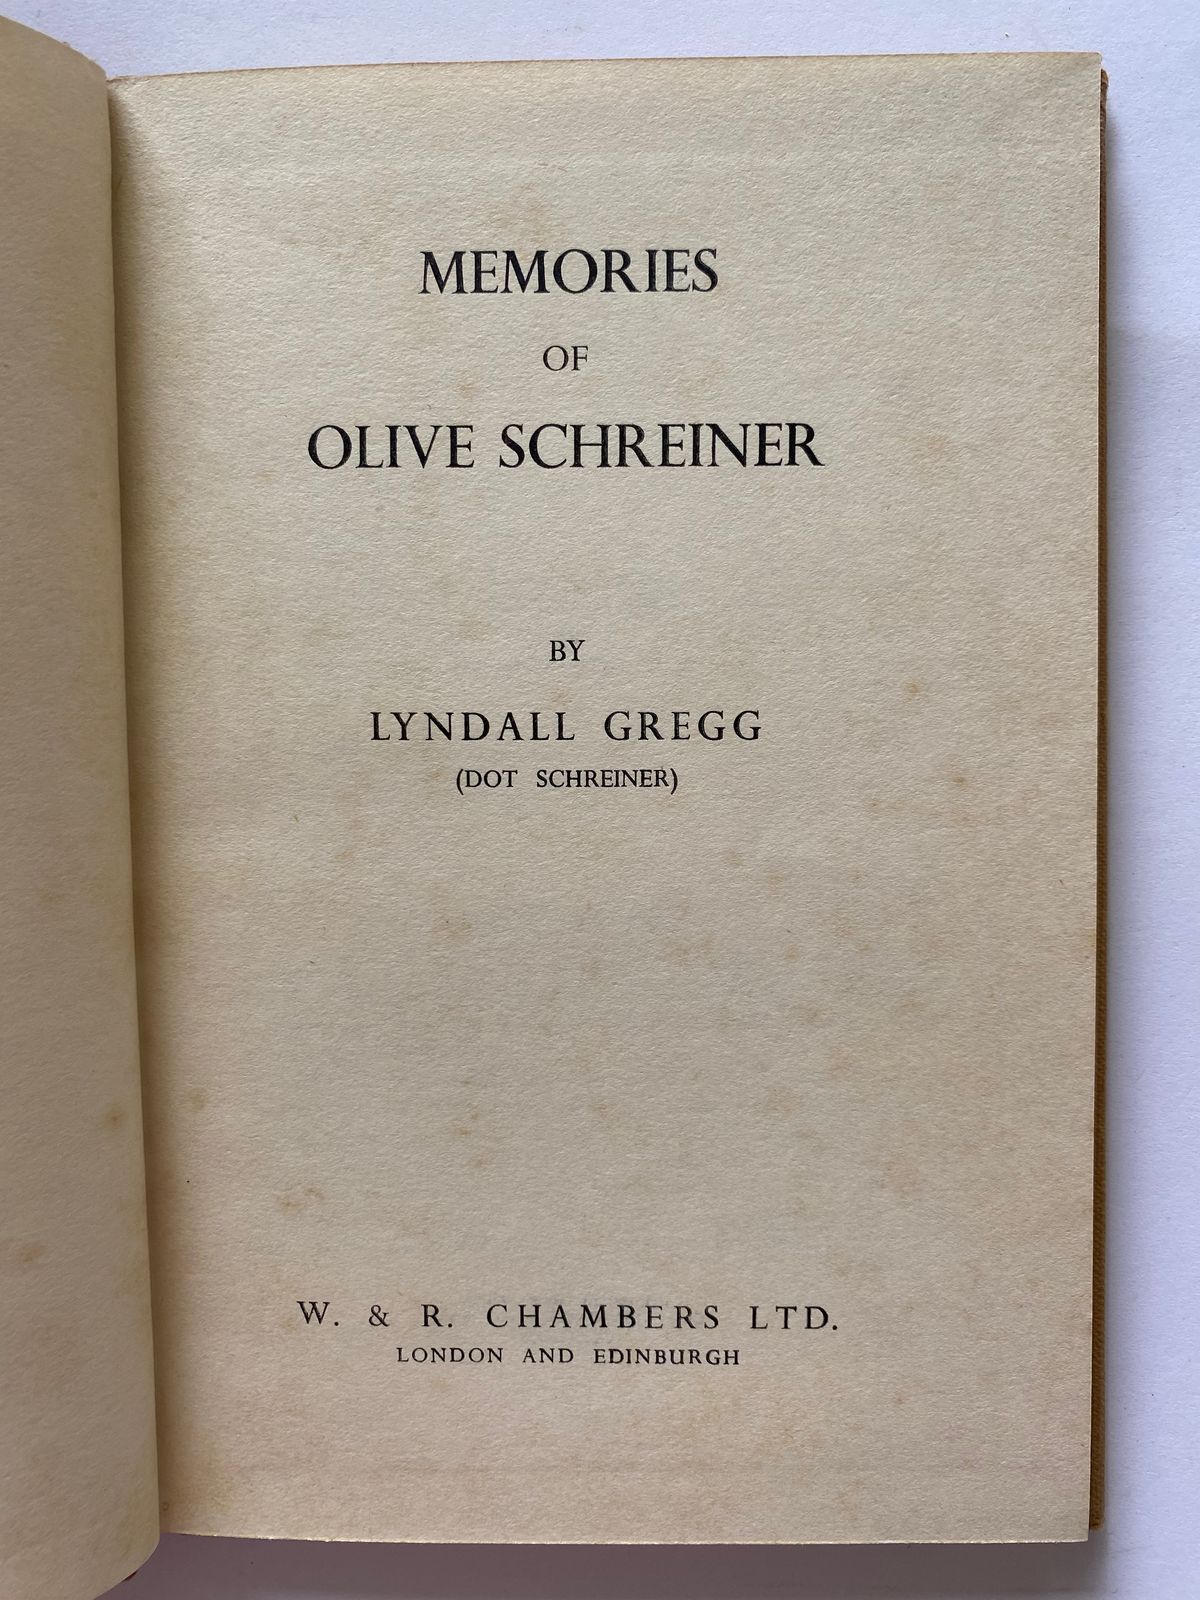 MEMORIES
OF
OLIVE SCHREINER
BY
LYNDALL GREGG
(DOT SCHREINER)
W. & R. CHAMBERS LTD.
LONDON AND EDINBURGH